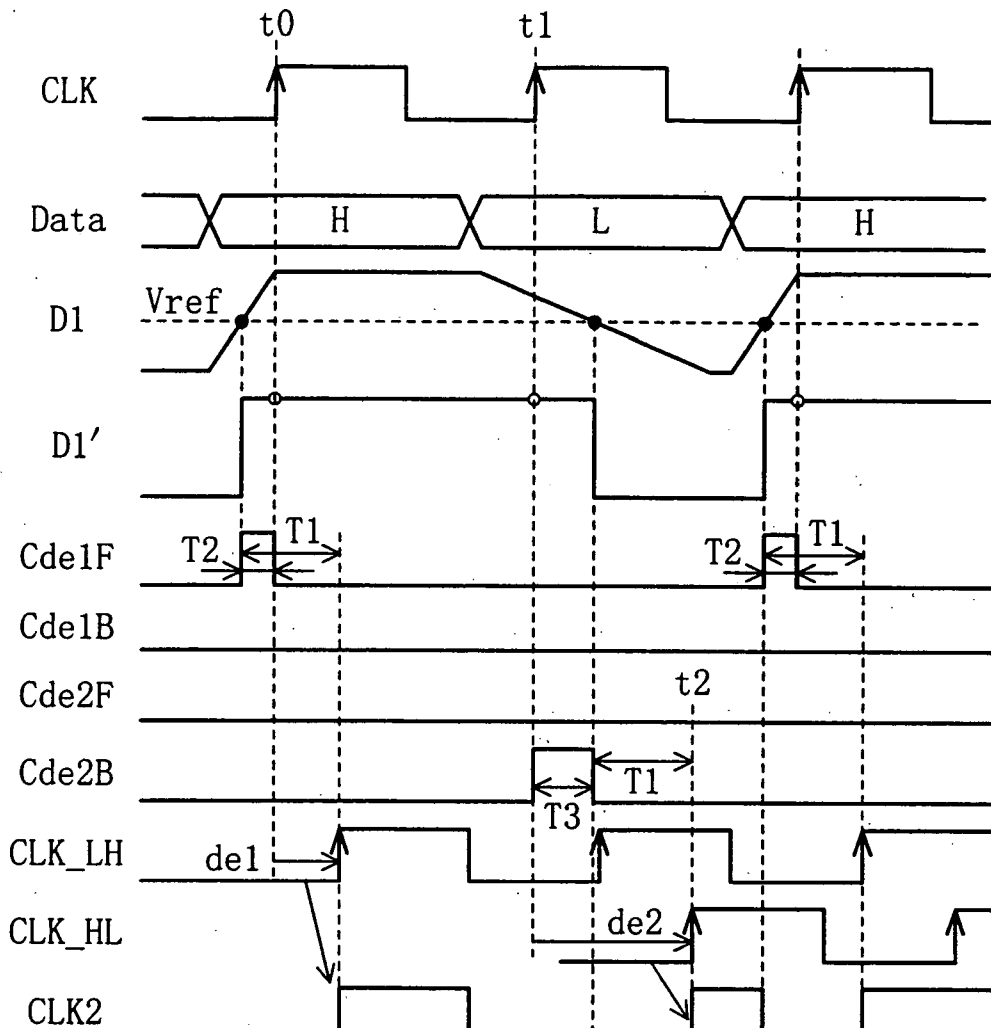 t0 t1
CLK
Data H L H
Vref
D1
D1′
Cde1F T2 T1 T2 T1
Cde1B
Cde2F t2
Cde2B T3 T1
CLK_LH de1
CLK_HL de2
CLK2